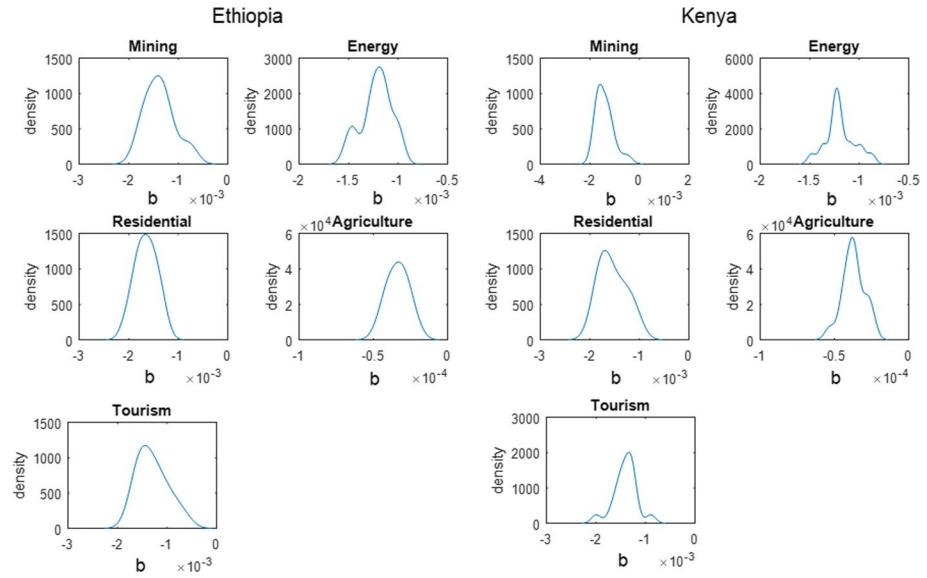 Ethiopia
Kenya
Mining
1500
1000
500
0
density
-3
-2
-1
0
b
×10-3
Energy
3000
2000
1000
0
density
-2
-1.5
-1
-0.5
b
×10-3
Mining
1500
1000
500
0
density
-4
-2
0
2
b
×10-3
Energy
6000
4000
2000
0
density
-2
-1.5
-1
-0.5
b
×10-3
Residential
1500
1000
500
0
density
-3
-2
-1
0
b
×10-3
×104 Agriculture
6
4
2
0
density
-1
-0.5
0
b
×10-4
Residential
1500
1000
500
0
density
-3
-2
-1
0
b
×10-3
×104 Agriculture
6
4
2
0
density
-1
-0.5
0
b
×10-4
Tourism
1500
1000
500
0
density
-3
-2
-1
0
b
×10-3
Tourism
3000
2000
1000
0
density
-3
-2
-1
0
b
×10-3